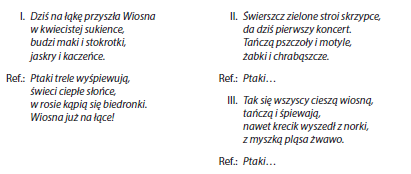 I. Dziś na łąkę przyszła Wiosna
w kwiecistej sukience,
budzi maki i stokrotki,
jaskry i kaczeńce.
Ref.: Ptaki trele wyśpiewują,
świeci ciepłe słońce,
w rosie kąpią się biedronki.
Wiosna już na łące!
II. Świerszcz zielone stroi skrzypce,
da dziś pierwszy koncert.
Tańczą pszczoły i motyle,
żabki i chrabąszcze.
Ref.: Ptaki…
III. Tak się wszyscy cieszą wiosną,
tańczą i śpiewają,
nawet krecik wyszedł z norki,
z myszką pląsa żwawo.
Ref.: Ptaki…